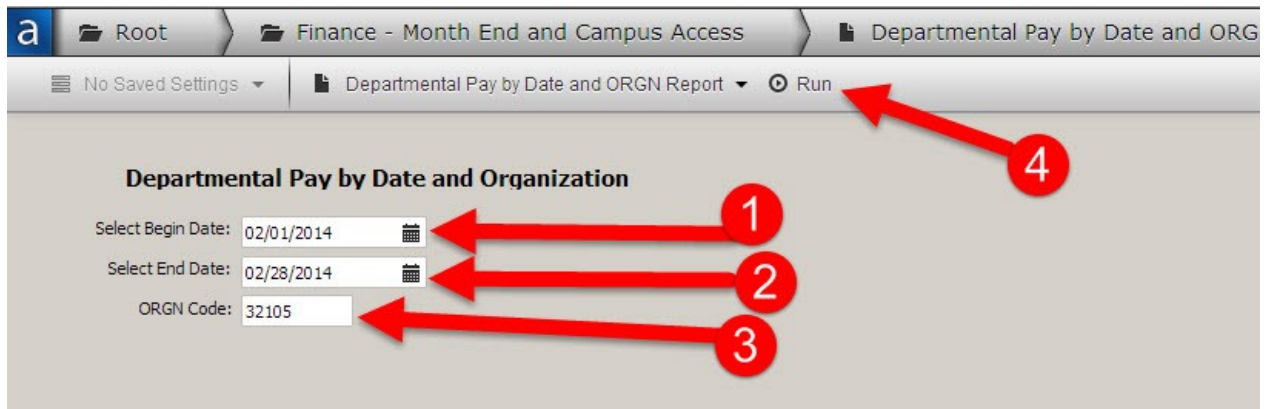 a Root Finance - Month End and Campus Access Departmental Pay by Date and ORG
No Saved Settings Departmental Pay by Date and ORGN Report Run
4
Departmental Pay by Date and Organization
1
Select Begin Date: 02/01/2014
Select End Date: 02/28/2014
2
ORGN Code: 32105
3